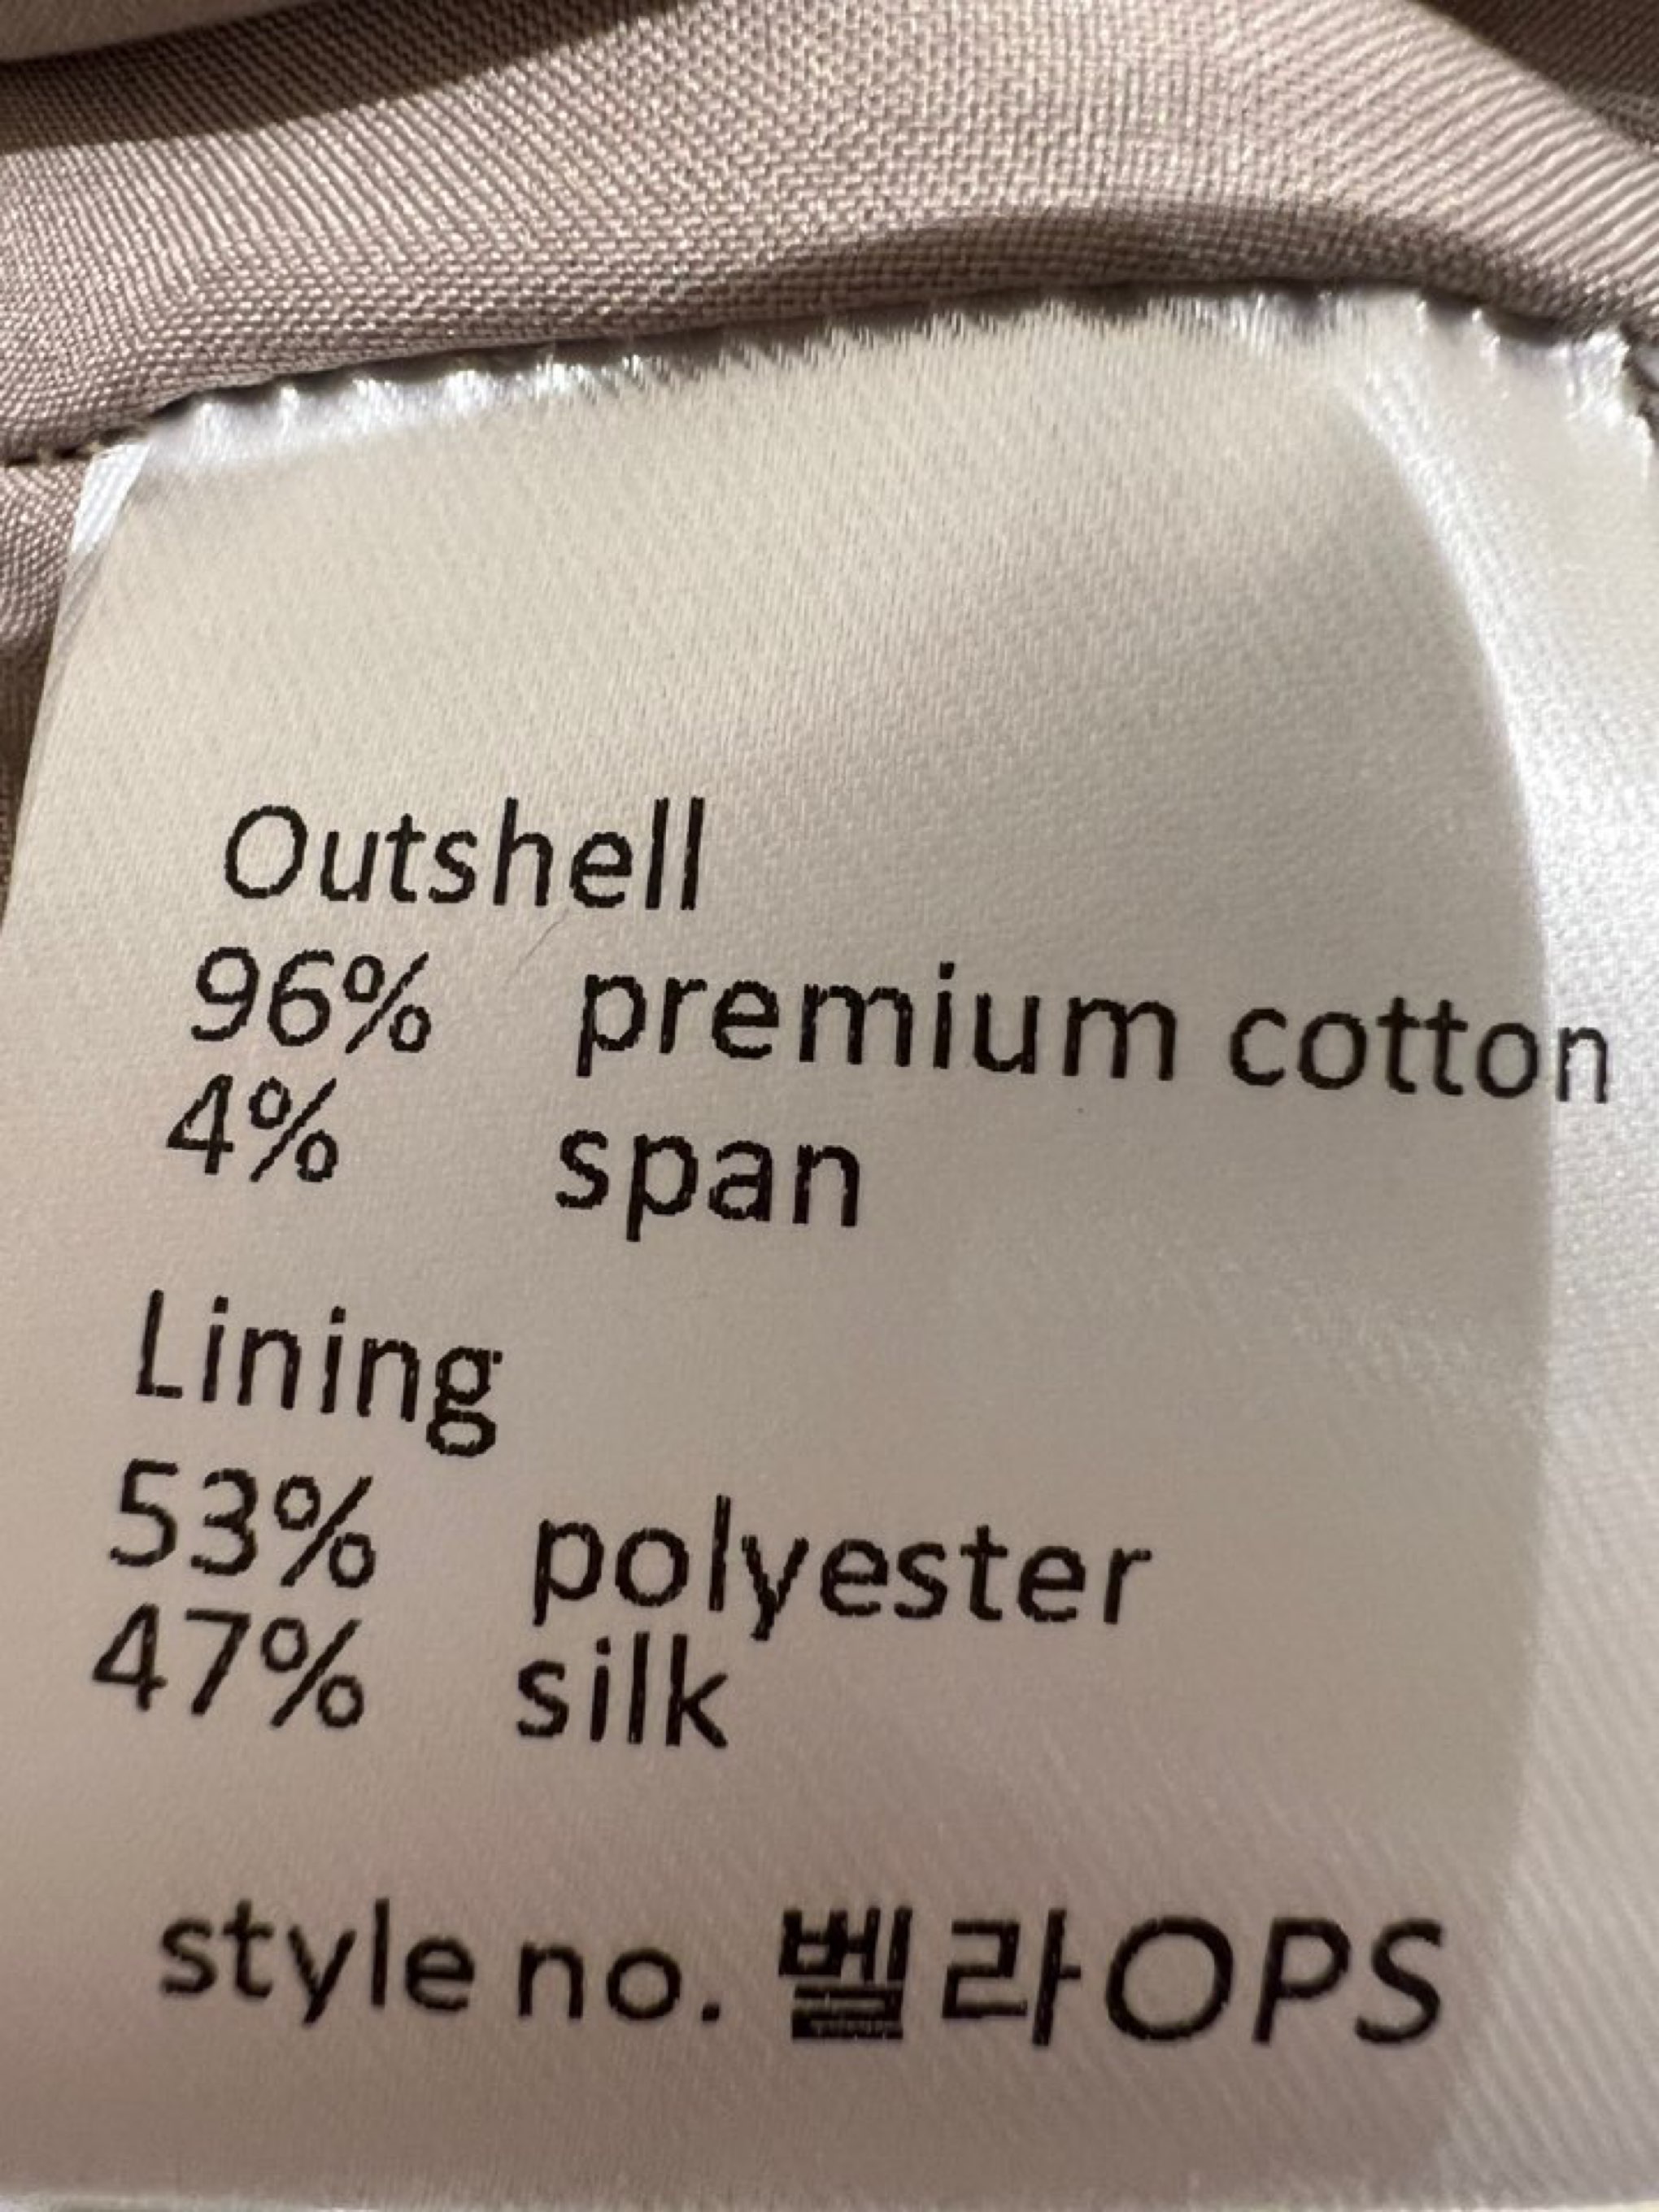 Outshell
96% premium cotton
4% span
Lining
53% polyester
47% silk
style no. 벨라OPS